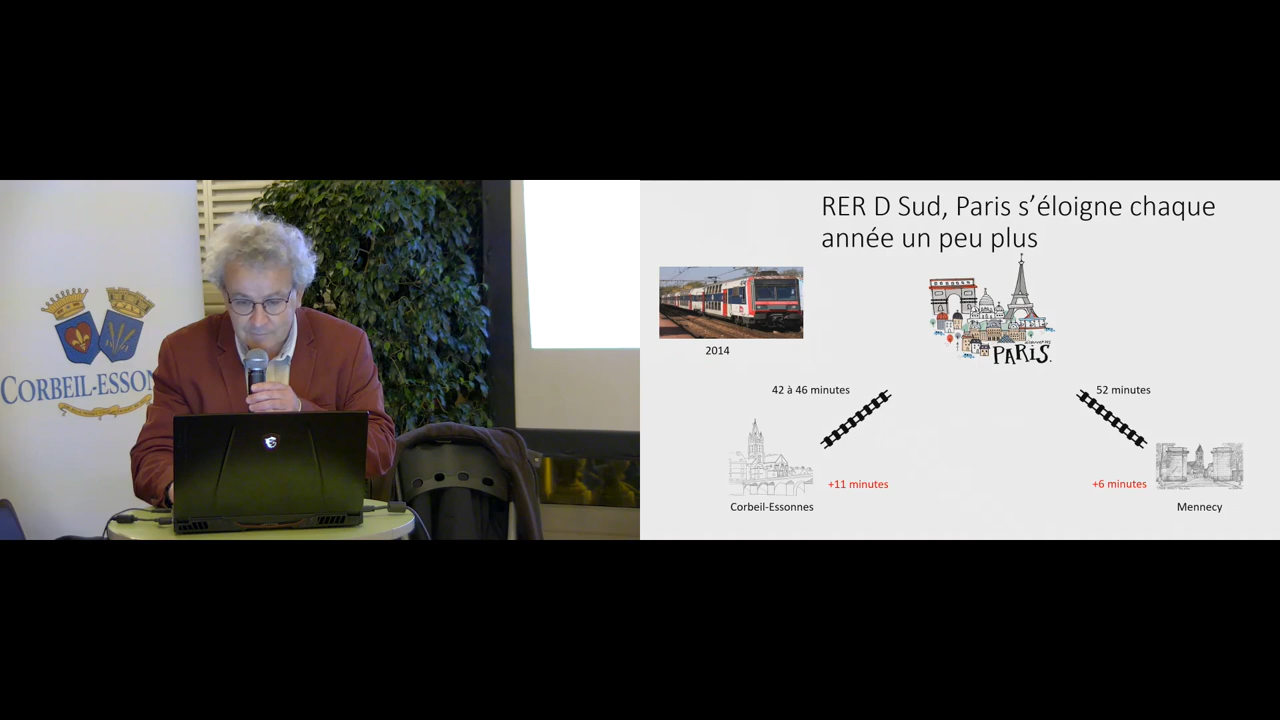 CORBEIL-ESSON
RER D Sud, Paris s'éloigne chaque
année un peu plus
2014
PARIS.
42 à 46 minutes
52 minutes
+11 minutes
+6 minutes
Corbeil-Essonnes
Mennecy